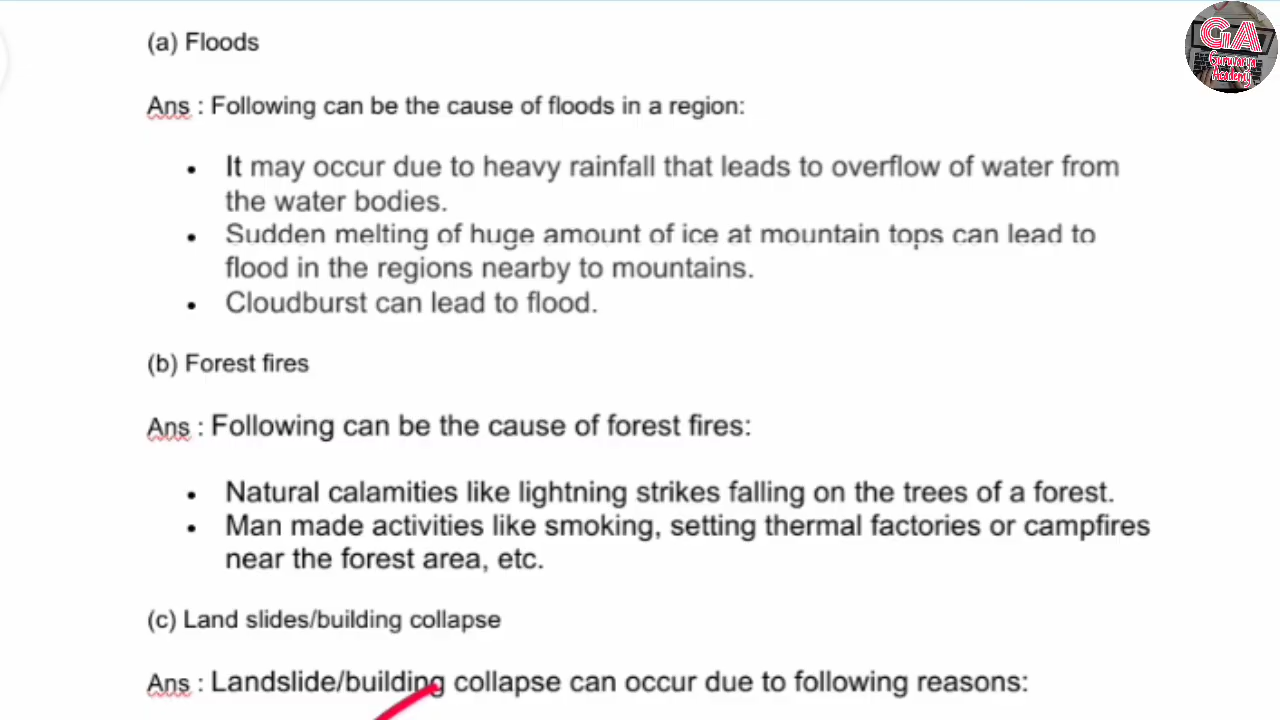 GA
Academy
(a) Floods
Ans : Following can be the cause of floods in a region:
• It may occur due to heavy rainfall that leads to overflow of water from
the water bodies.
• Sudden melting of huge amount of ice at mountain tops can lead to
flood in the regions nearby to mountains.
• Cloudburst can lead to flood.
(b) Forest fires
Ans : Following can be the cause of forest fires:
• Natural calamities like lightning strikes falling on the trees of a forest.
• Man made activities like smoking, setting thermal factories or campfires
near the forest area, etc.
(c) Land slides/building collapse
Ans : Landslide/building collapse can occur due to following reasons: